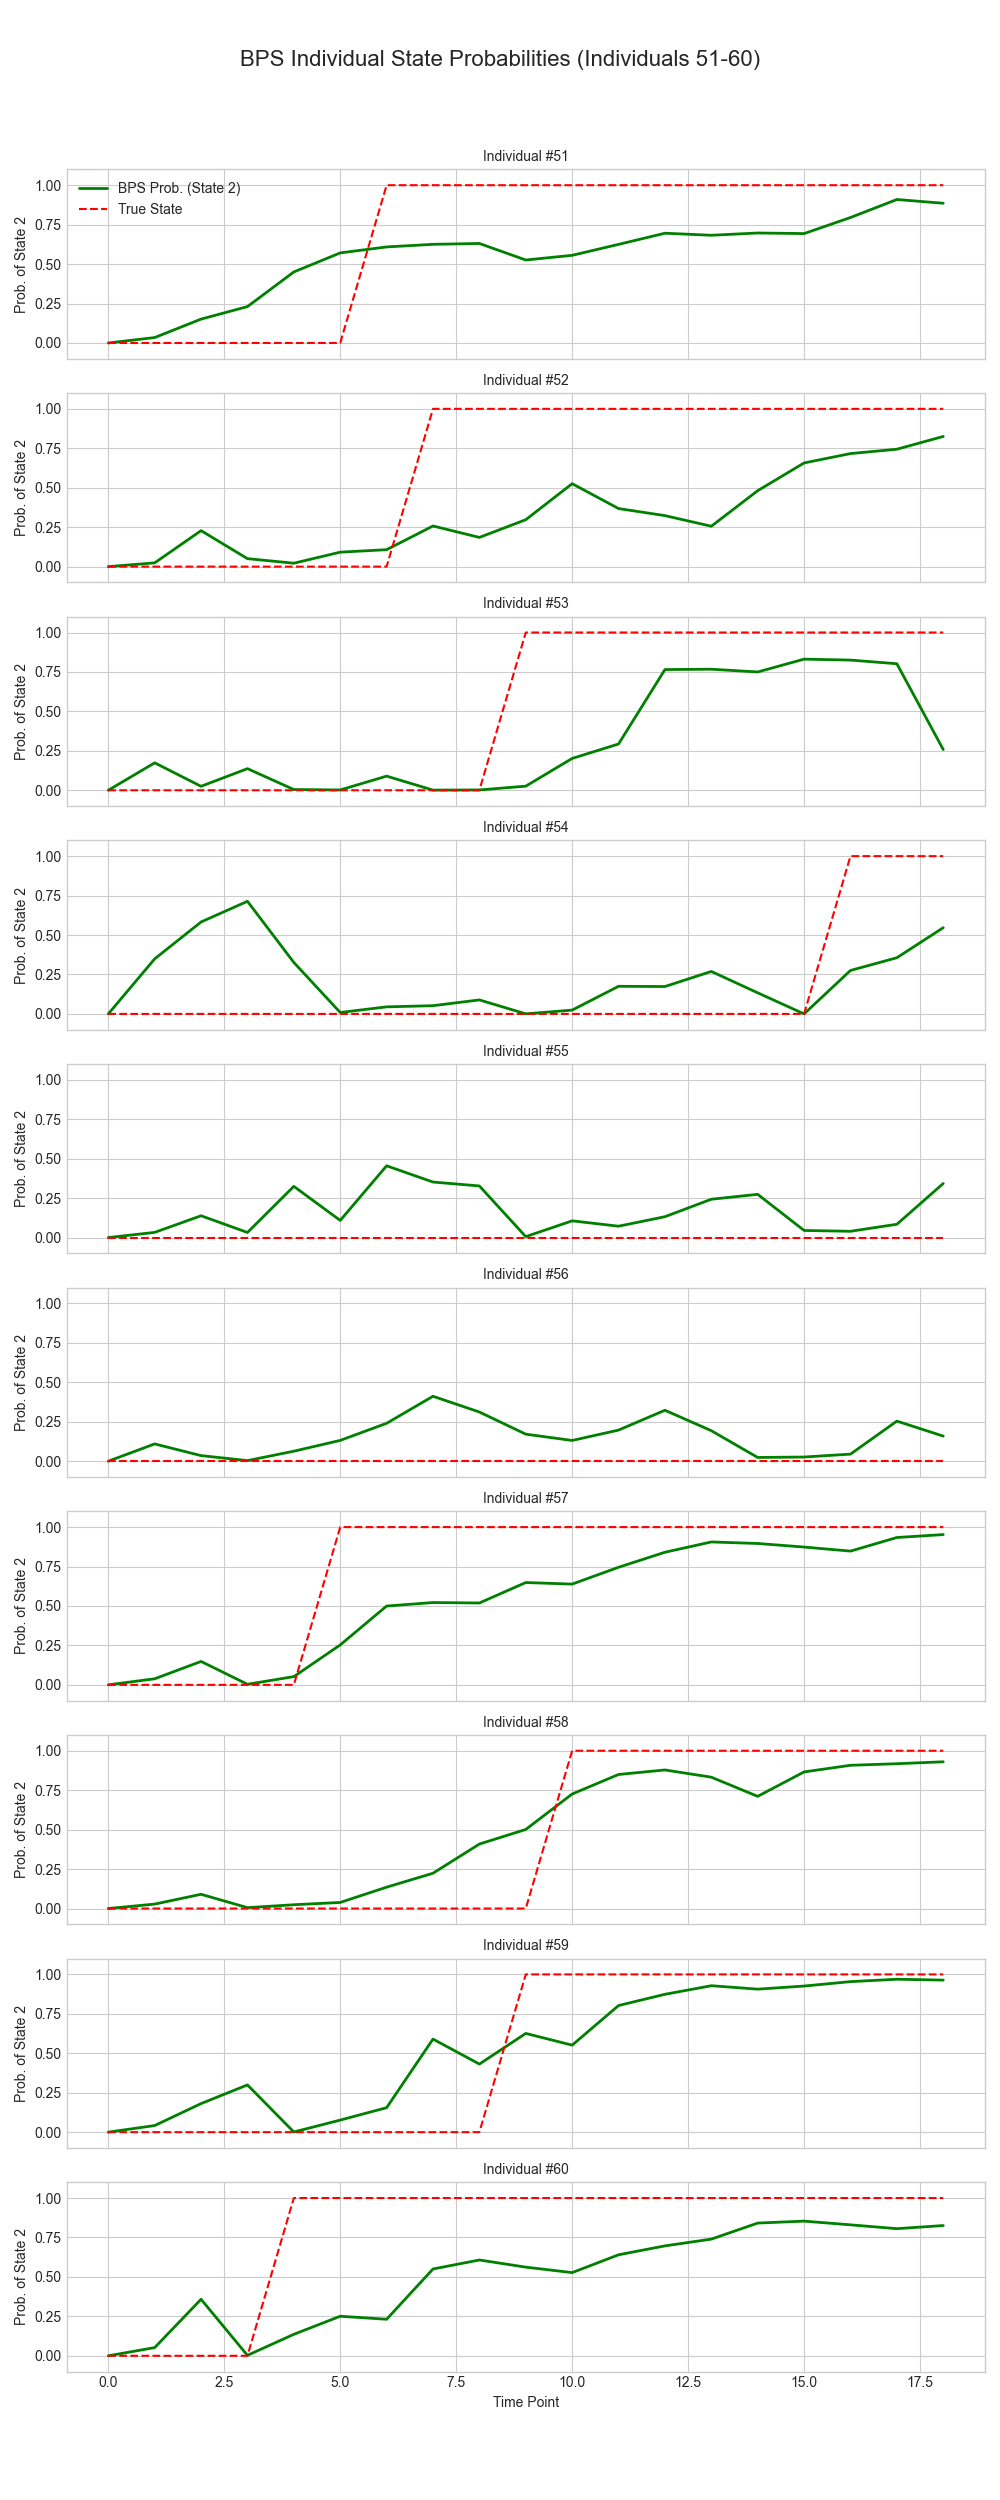 BPS Individual State Probabilities (Individuals 51-60)
Individual #51
BPS Prob. (State 2)
True State
1.00
0.75
0.50
0.25
0.00
Prob. of State 2
Individual #52
1.00
0.75
0.50
0.25
0.00
Prob. of State 2
Individual #53
1.00
0.75
0.50
0.25
0.00
Prob. of State 2
Individual #54
1.00
0.75
0.50
0.25
0.00
Prob. of State 2
Individual #55
1.00
0.75
0.50
0.25
0.00
Prob. of State 2
Individual #56
1.00
0.75
0.50
0.25
0.00
Prob. of State 2
Individual #57
1.00
0.75
0.50
0.25
0.00
Prob. of State 2
Individual #58
1.00
0.75
0.50
0.25
0.00
Prob. of State 2
Individual #59
1.00
0.75
0.50
0.25
0.00
Prob. of State 2
Individual #60
1.00
0.75
0.50
0.25
0.00
Prob. of State 2
0.0 2.5 5.0 7.5 10.0 12.5 15.0 17.5
Time Point